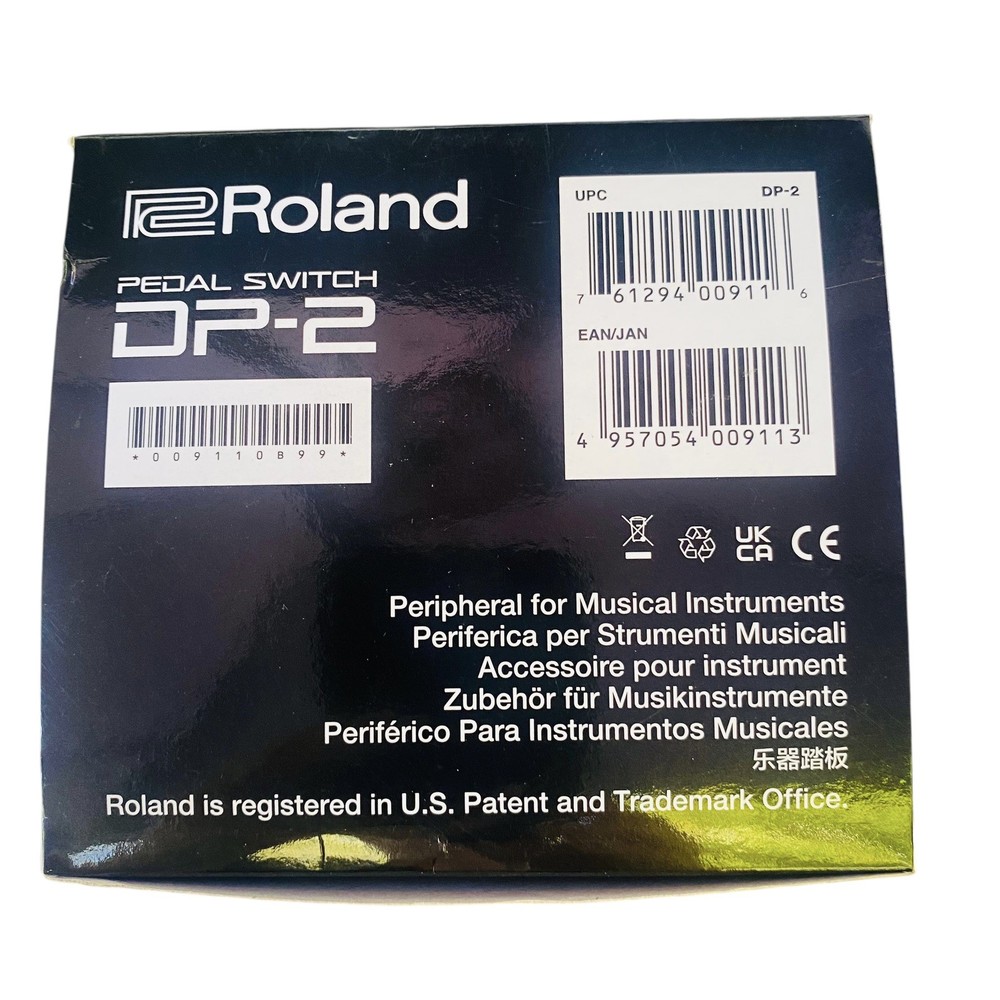 Roland
PEDAL SWITCH
DP-2
*009110B99*
UPC DP-2
7 61294 00911 6
EAN/JAN
4 957054 009113
UK
CA
CE
Peripheral for Musical Instruments
Periferica per Strumenti Musicali
Accessoire pour instrument
Zubehör für Musikinstrumente
Periférico Para Instrumentos Musicales
乐器踏板
Roland is registered in U.S. Patent and Trademark Office.